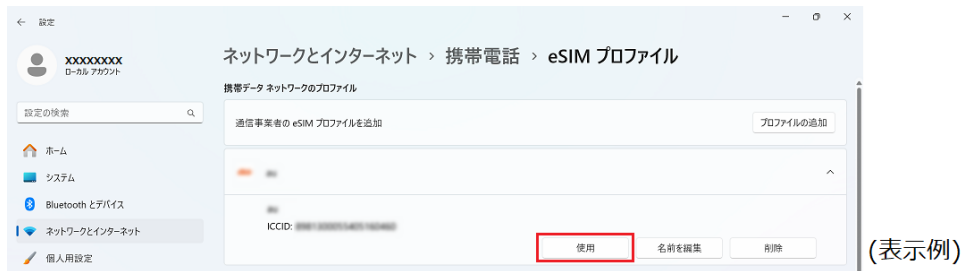 ← 設定
xxxxxxxx
ローカル アカウント
設定の検索
ホーム
システム
Bluetooth とデバイス
ネットワークとインターネット
個人用設定
ネットワークとインターネット › 携帯電話 › eSIM プロファイル
携帯データ ネットワークのプロファイル
通信事業者の eSIM プロファイルを追加
プロファイルの追加
ICCID:
使用
名前を編集
削除
(表示例)